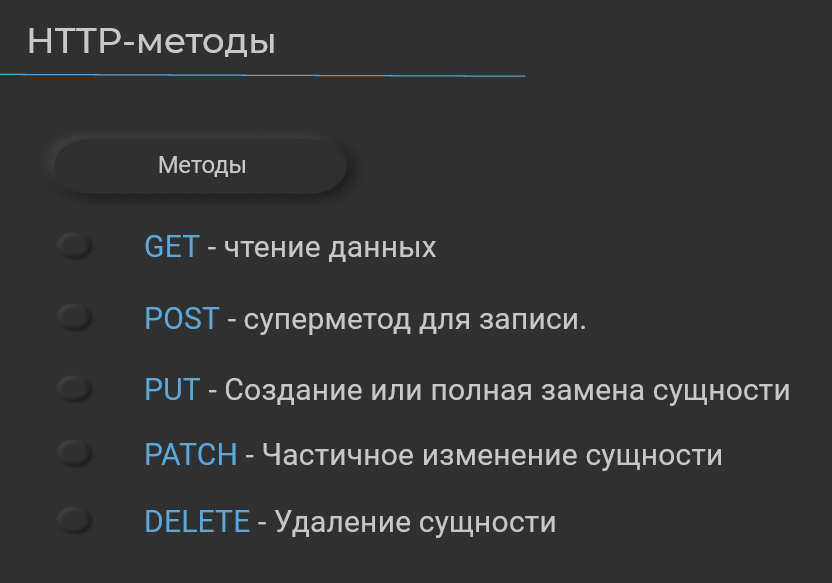 HTTP-методы
Методы
GET - чтение данных
POST - суперметод для записи.
PUT - Создание или полная замена сущности
PATCH - Частичное изменение сущности
DELETE - Удаление сущности